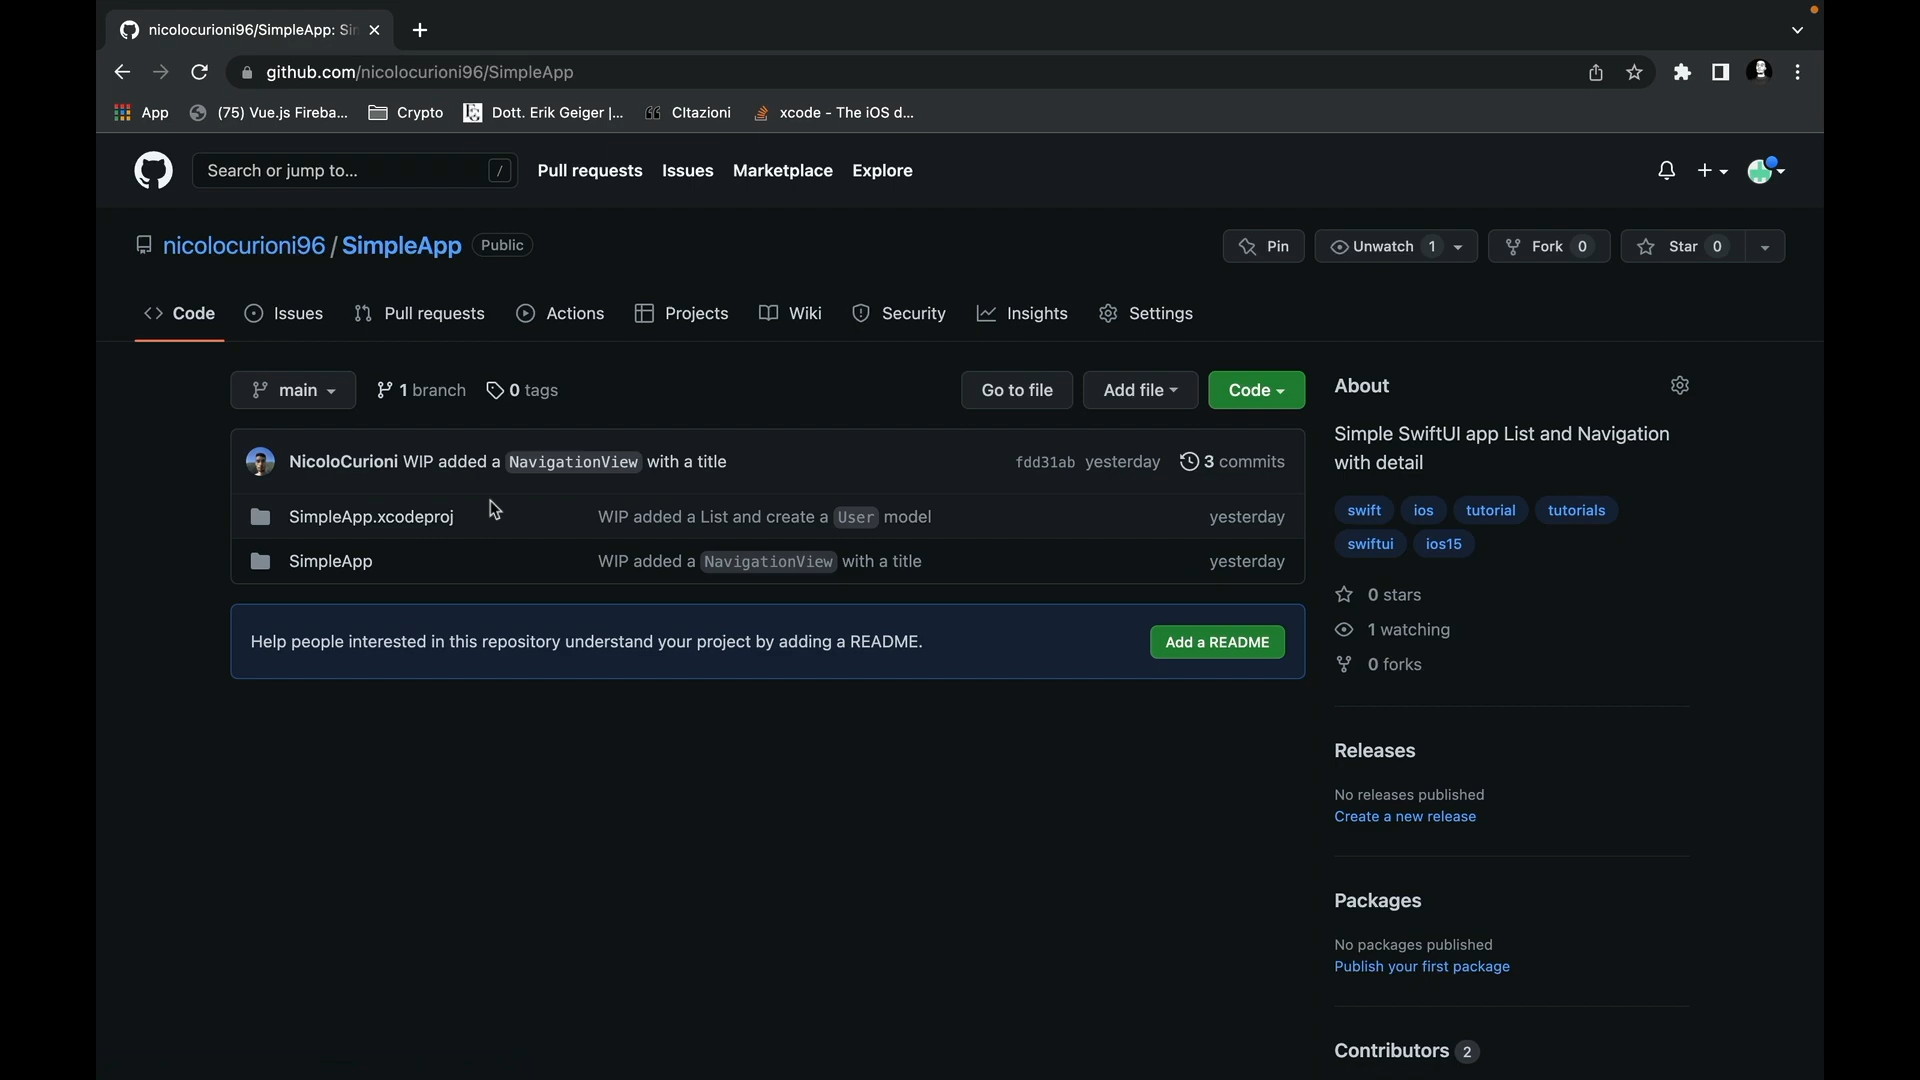 nicolocurioni96/SimpleApp: Si
github.com/nicolocurioni96/SimpleApp
App (75) Vue.js Fireba... Crypto Dott. Erik Geiger |... CItazioni xcode - The iOS d...
Search or jump to... / Pull requests Issues Marketplace Explore
nicolocurioni96 / SimpleApp Public Pin Unwatch 1 Fork 0 Star 0
Code Issues Pull requests Actions Projects Wiki Security Insights Settings
main 1 branch 0 tags Go to file Add file Code
NicoloCurioni WIP added a NavigationView with a title fdd31ab yesterday 3 commits
SimpleApp.xcodeproj WIP added a List and create a User model yesterday
SimpleApp WIP added a NavigationView with a title yesterday
Help people interested in this repository understand your project by adding a README. Add a README
About
Simple SwiftUI app List and Navigation
with detail
swift ios tutorial tutorials
swiftui ios15
0 stars
1 watching
0 forks
Releases
No releases published
Create a new release
Packages
No packages published
Publish your first package
Contributors 2